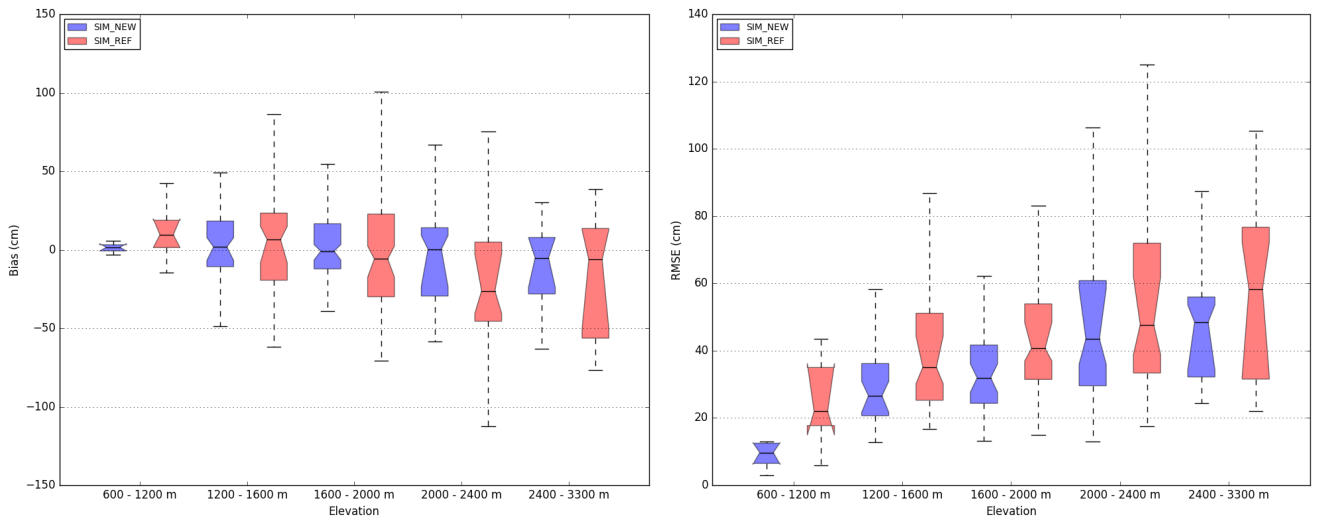 150
100
50
0
−50
−100
−150
Bias (cm)
SIM_NEW
SIM_REF
600 - 1200 m
1200 - 1600 m
1600 - 2000 m
2000 - 2400 m
2400 - 3300 m
Elevation
140
120
100
80
60
40
20
0
RMSE (cm)
SIM_NEW
SIM_REF
600 - 1200 m
1200 - 1600 m
1600 - 2000 m
2000 - 2400 m
2400 - 3300 m
Elevation